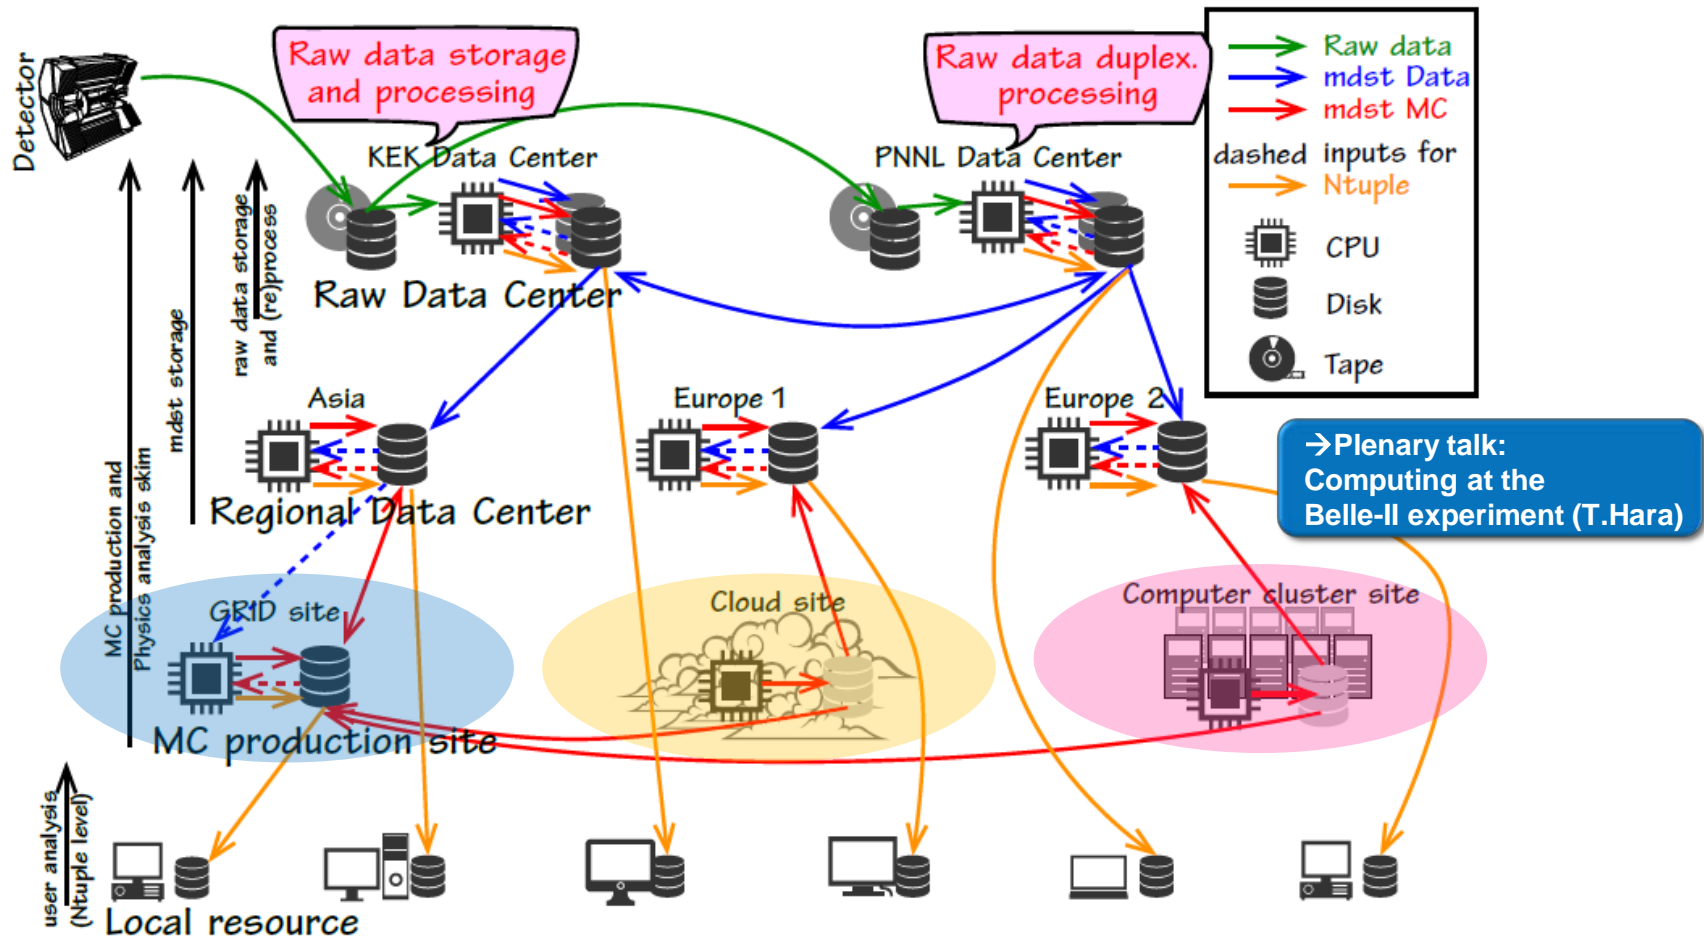 Detector
Raw data storage
and processing
Raw data duplex.
processing
Raw data
mdst Data
mdst MC
dashed inputs for
Ntuple
CPU
Disk
Tape
KEK Data Center
PNNL Data Center
Raw Data Center
raw data storage
and (re)process
mdst storage
MC production and
Physics analysis skim
Asia
Europe 1
Europe 2
Regional Data Center
→Plenary talk:
Computing at the
Belle-II experiment (T.Hara)
GRID site
Cloud site
Computer cluster site
MC production site
user analysis
(Ntuple level)
Local resource